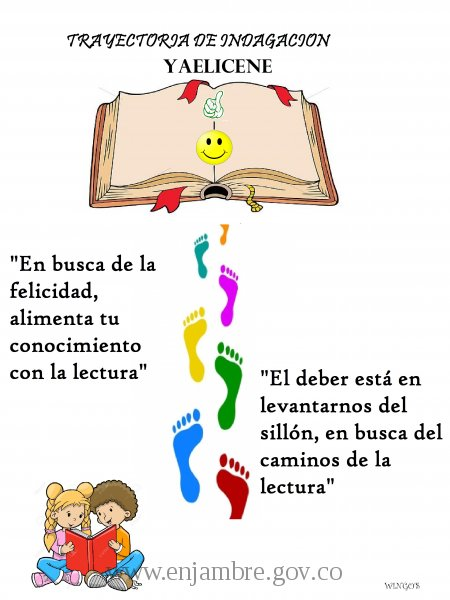 TRAYECTORIA DE INDAGACION
YAELICENE
"En busca de la
felicidad,
alimenta tu
conocimiento
con la lectura"
"El deber está en
levantarnos del
sillón, en busca del
caminos de la
lectura"
www.enjambre.gov.co
WINGO'S